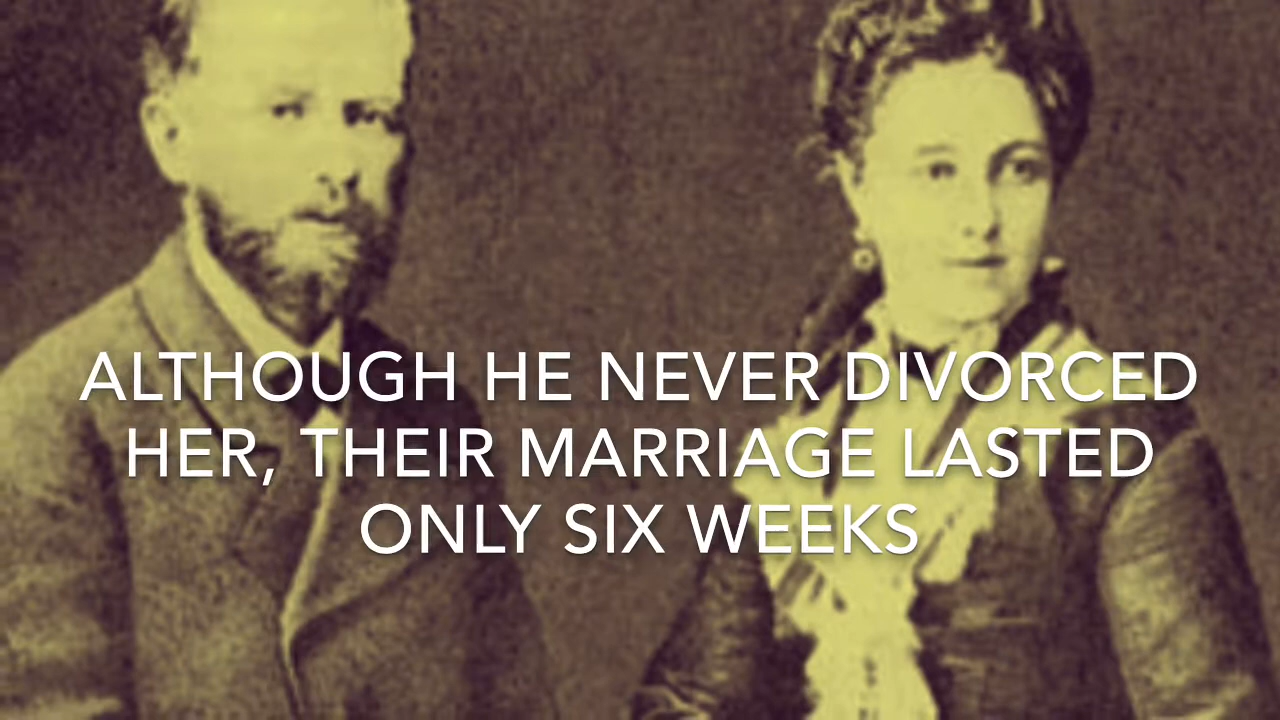 ALTHOUGH HE NEVER DIVORCED
HER, THEIR MARRIAGE LASTED
ONLY SIX WEEKS